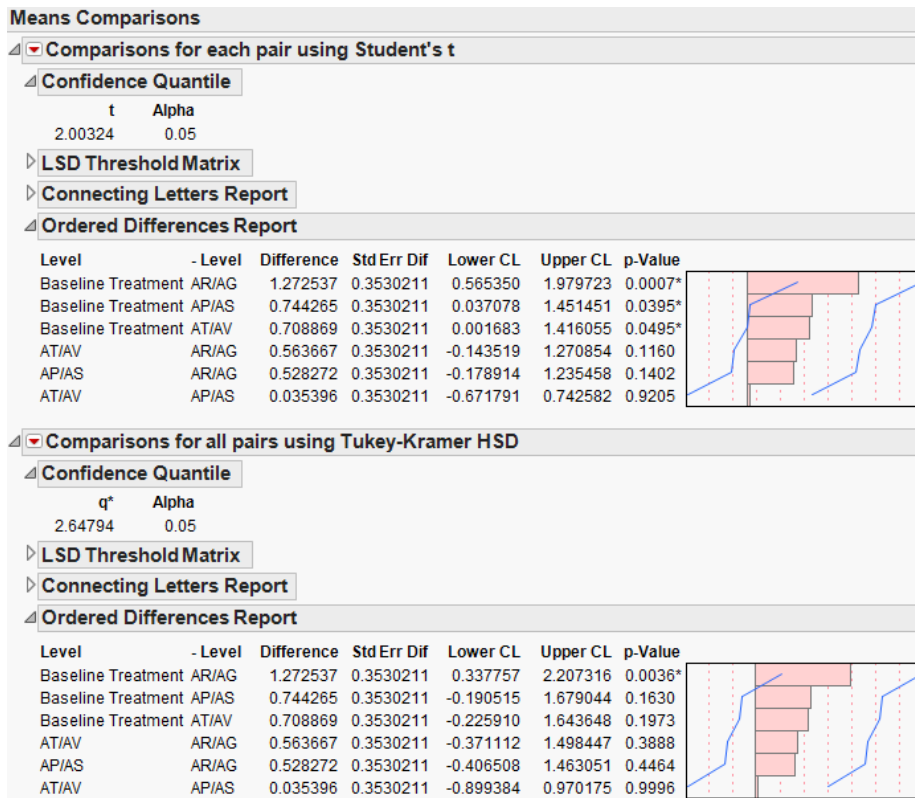 Means Comparisons
Comparisons for each pair using Student's t
Confidence Quantile
t Alpha
2.00324 0.05
LSD Threshold Matrix
Connecting Letters Report
Ordered Differences Report
Level - Level Difference Std Err Dif Lower CL Upper CL p-Value
Baseline Treatment AR/AG 1.272537 0.3530211 0.565350 1.979723 0.0007*
Baseline Treatment AP/AS 0.744265 0.3530211 0.037078 1.451451 0.0395*
Baseline Treatment AT/AV 0.708869 0.3530211 0.001683 1.416055 0.0495*
AT/AV AR/AG 0.563667 0.3530211 -0.143519 1.270854 0.1160
AP/AS AR/AG 0.528272 0.3530211 -0.178914 1.235458 0.1402
AT/AV AP/AS 0.035396 0.3530211 -0.671791 0.742582 0.9205
Comparisons for all pairs using Tukey-Kramer HSD
Confidence Quantile
q* Alpha
2.64794 0.05
LSD Threshold Matrix
Connecting Letters Report
Ordered Differences Report
Level - Level Difference Std Err Dif Lower CL Upper CL p-Value
Baseline Treatment AR/AG 1.272537 0.3530211 0.337757 2.207316 0.0036*
Baseline Treatment AP/AS 0.744265 0.3530211 -0.190515 1.679044 0.1630
Baseline Treatment AT/AV 0.708869 0.3530211 -0.225910 1.643648 0.1973
AT/AV AR/AG 0.563667 0.3530211 -0.371112 1.498447 0.3888
AP/AS AR/AG 0.528272 0.3530211 -0.406508 1.463051 0.4464
AT/AV AP/AS 0.035396 0.3530211 -0.899384 0.970175 0.9996